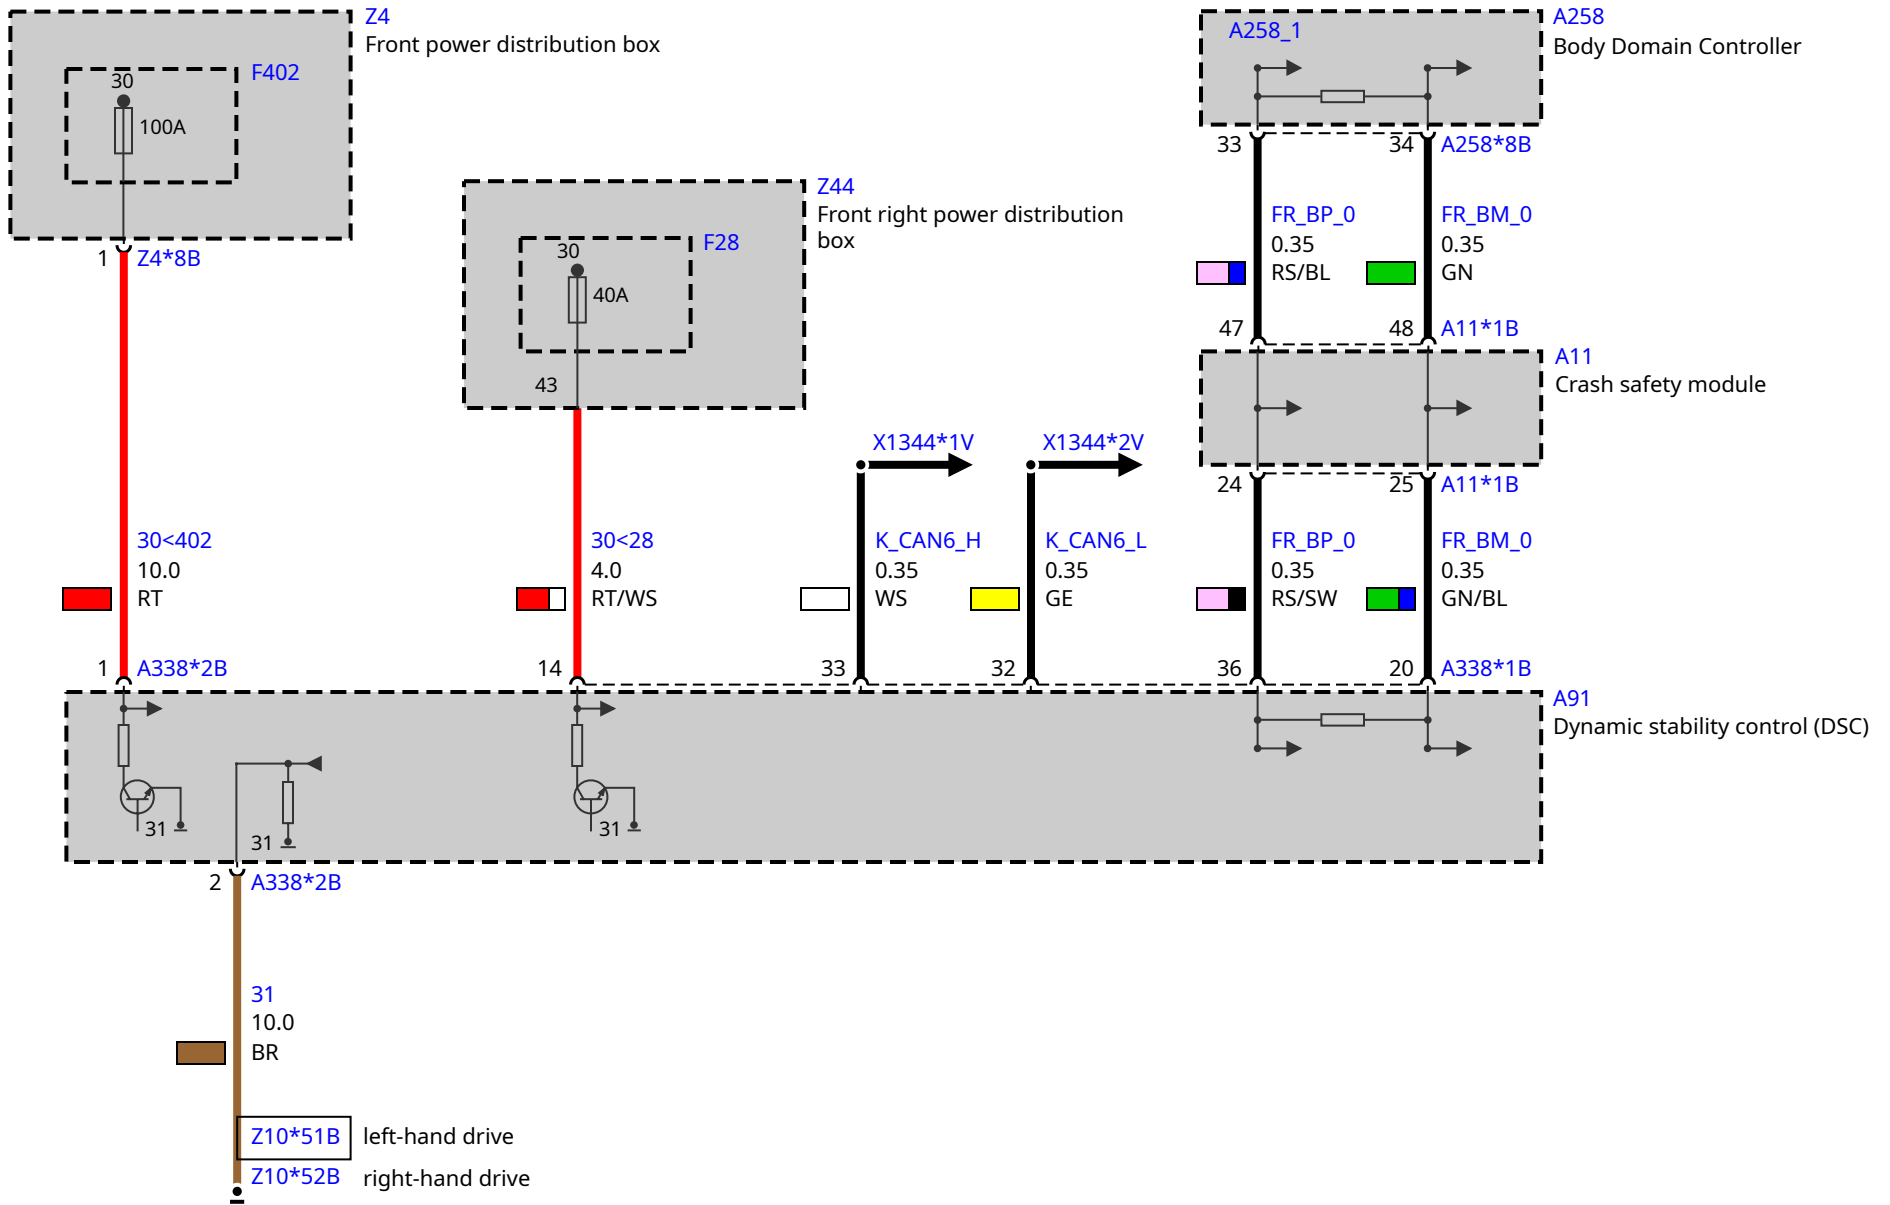 Z4
Front power distribution box
F402
30
100A
1
Z4*8B
Z44
Front right power distribution
box
F28
30
40A
43
A258_1
A258
Body Domain Controller
33
34
A258*8B
FR_BP_0
0.35
RS/BL
FR_BM_0
0.35
GN
47
48
A11*1B
A11
Crash safety module
24
25
A11*1B
X1344*1V
X1344*2V
30<402
10.0
RT
30<28
4.0
RT/WS
K_CAN6_H
0.35
WS
K_CAN6_L
0.35
GE
FR_BP_0
0.35
RS/SW
FR_BM_0
0.35
GN/BL
1
A338*2B
14
33
32
36
20
A338*1B
A91
Dynamic stability control (DSC)
31
31
31
2
A338*2B
31
10.0
BR
Z10*51B
left-hand drive
Z10*52B
right-hand drive